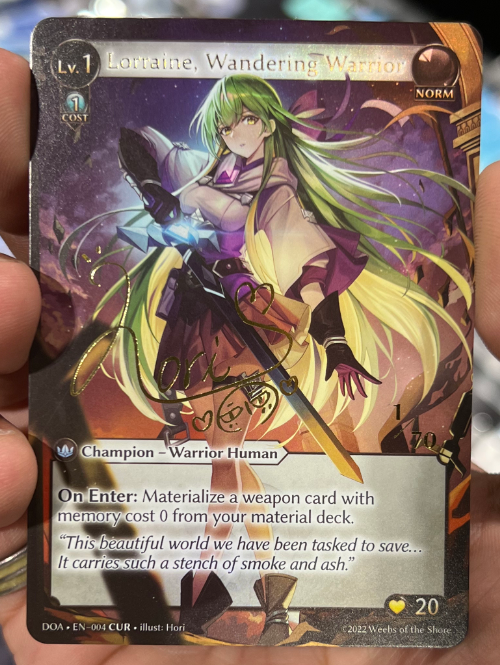 Lv. 1 Lorraine, Wandering Warrior
NORM
1
COST
Hori
1
70
Champion – Warrior Human
On Enter: Materialize a weapon card with
memory cost 0 from your material deck.
“This beautiful world we have been tasked to save…
It carries such a stench of smoke and ash.”
20
DOA • EN–004 CUR • illust: Hori
©2022 Weebs of the Shore